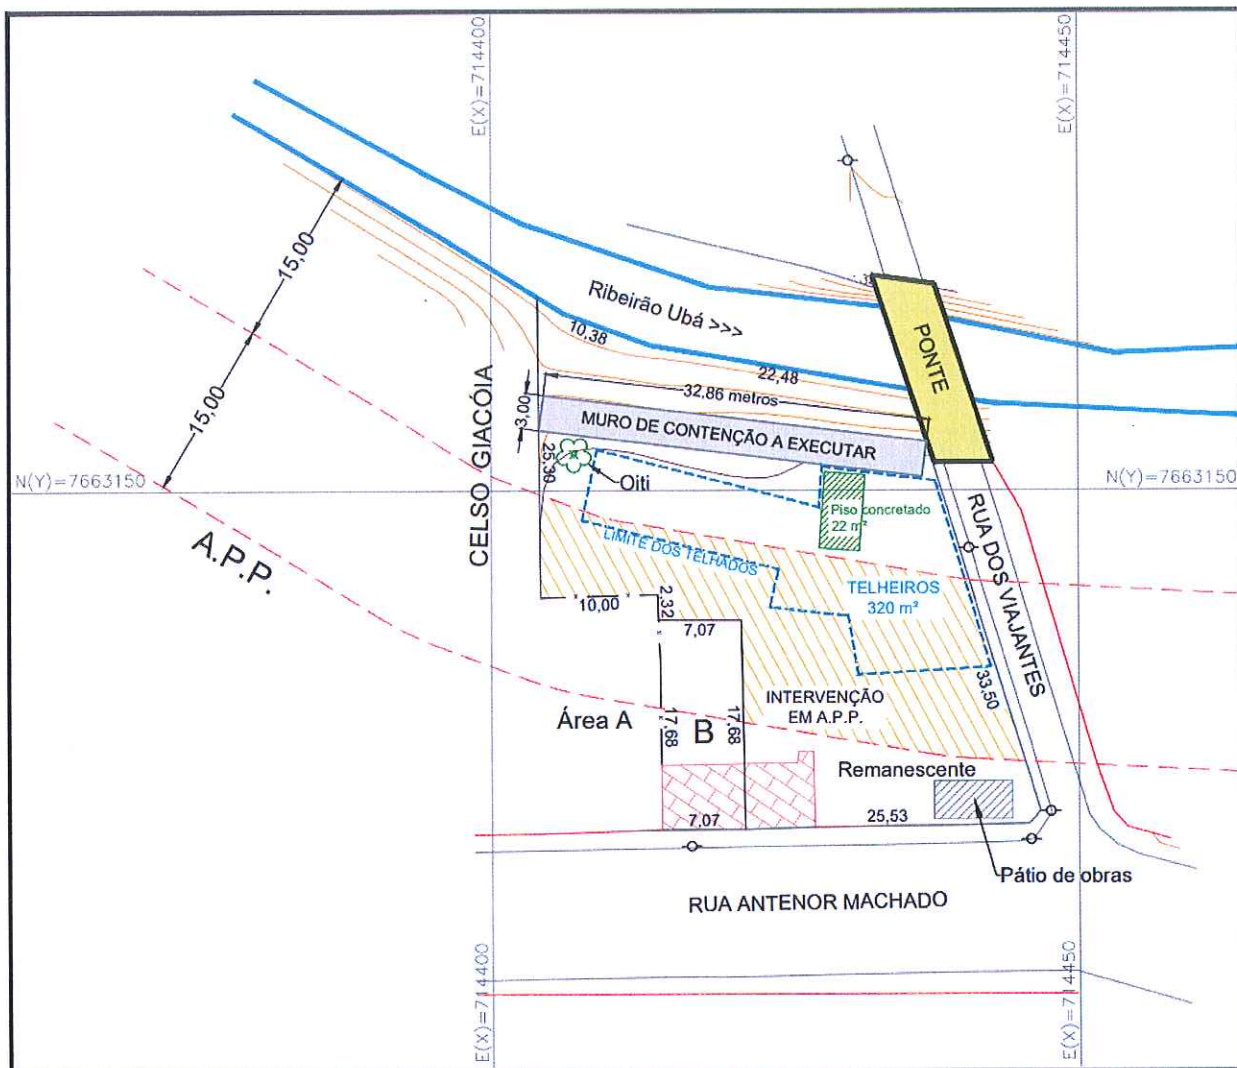 E(X)=714400
E(X)=714450
15,00
15,00
Ribeirão Ubá >>>
10,38
22,48
32,86 metros
3,00
PONTE
MURO DE CONTENÇÃO A EXECUTAR
CELSO GIACÓIA
25,30
Oiti
N(Y)=7663150
N(Y)=7663150
Piso concretado
22 m²
A.P.P.
LIMITE DOS TELHADOS
TELHEIROS
320 m²
RUA DOS VIAJANTES
10,00
2,32
7,07
33,50
INTERVENÇÃO
EM A.P.P.
Área A
17,68
B
17,68
Remanescente
7,07
25,53
Pátio de obras
RUA ANTENOR MACHADO
E(X)=714400
E(X)=714450